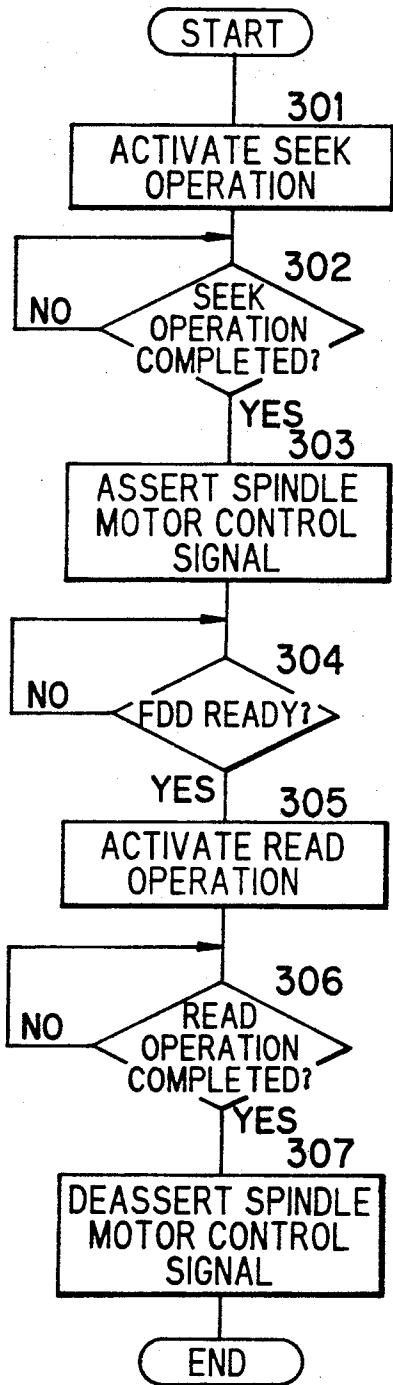 START
301
ACTIVATE SEEK
OPERATION
302
SEEK
OPERATION
COMPLETED?
NO
YES
303
ASSERT SPINDLE
MOTOR CONTROL
SIGNAL
304
FDD READY?
NO
YES
305
ACTIVATE READ
OPERATION
306
READ
OPERATION
COMPLETED?
NO
YES
307
DEASSERT SPINDLE
MOTOR CONTROL
SIGNAL
END